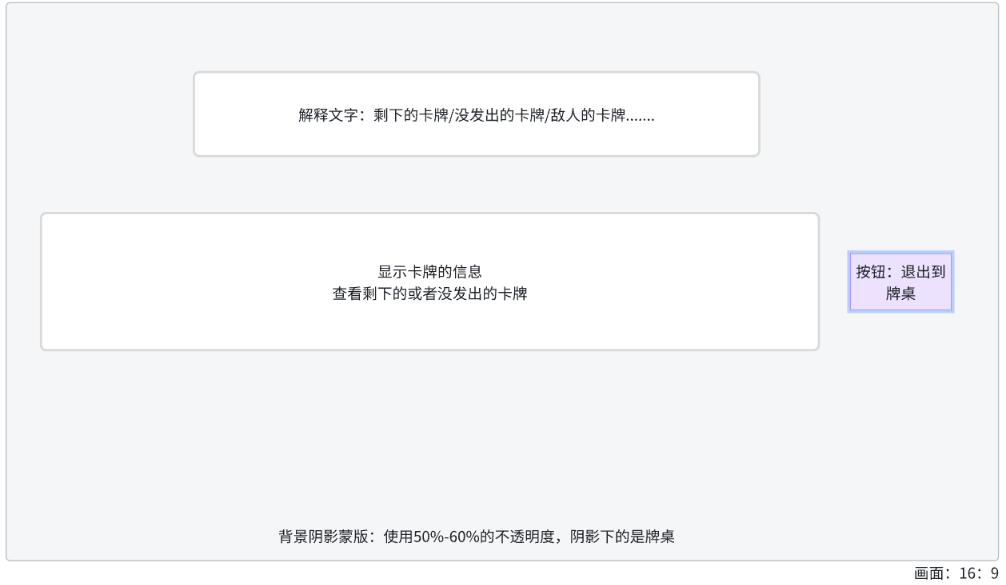 解释文字：剩下的卡牌/没发出的卡牌/敌人的卡牌.......
显示卡牌的信息
查看剩下的或者没发出的卡牌
按钮：退出到
牌桌
背景阴影蒙版：使用50%-60%的不透明度，阴影下的是牌桌
画面：16：9